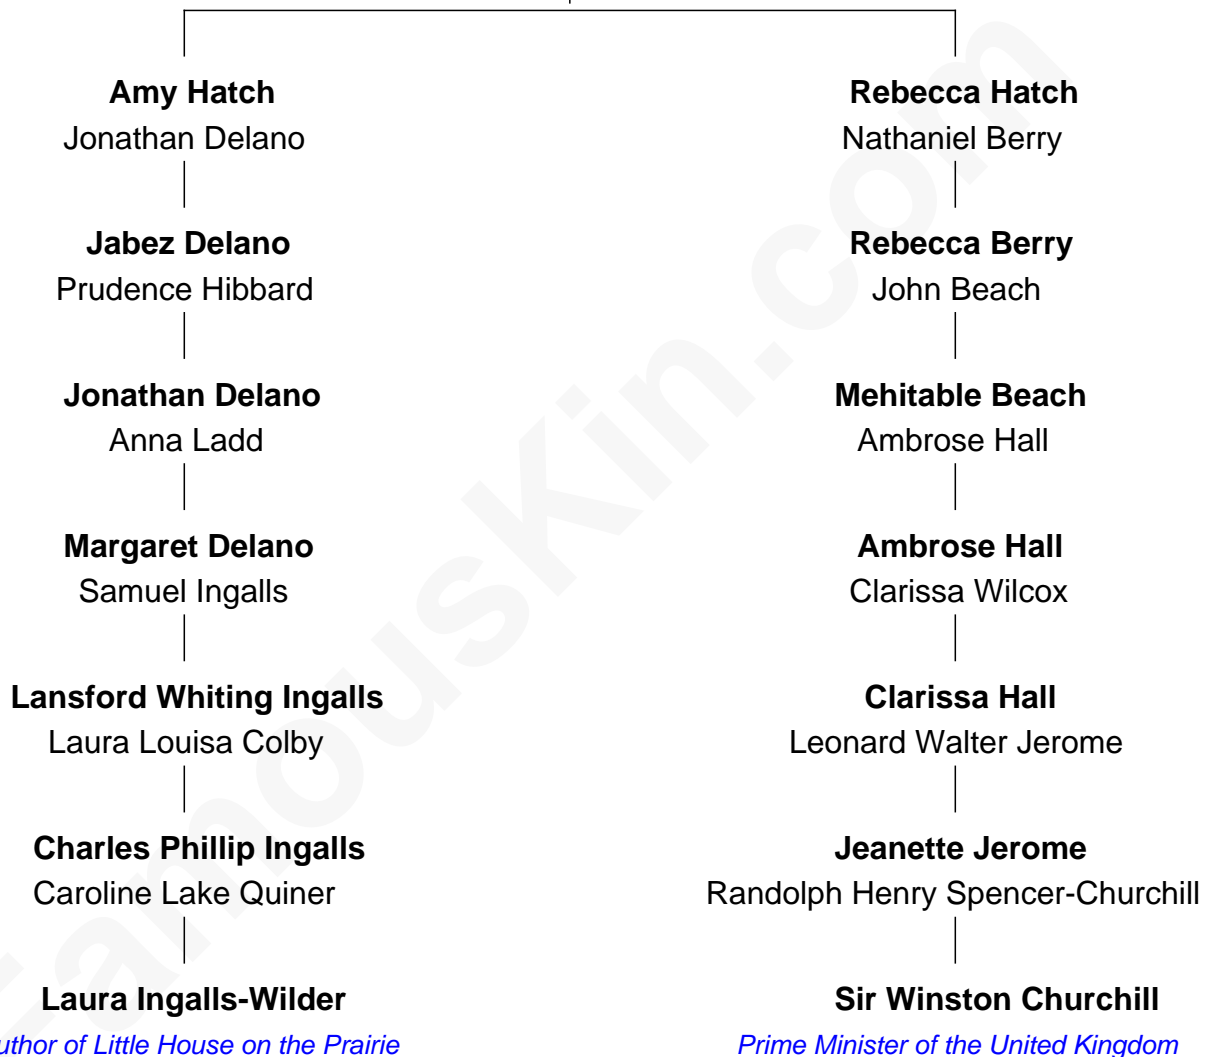 Amy Hatch
Jonathan Delano
Rebecca Hatch
Nathaniel Berry
Jabez Delano
Prudence Hibbard
Rebecca Berry
John Beach
Jonathan Delano
Anna Ladd
Mehitable Beach
Ambrose Hall
Margaret Delano
Samuel Ingalls
Ambrose Hall
Clarissa Wilcox
Lansford Whiting Ingalls
Laura Louisa Colby
Clarissa Hall
Leonard Walter Jerome
Charles Phillip Ingalls
Caroline Lake Quiner
Jeanette Jerome
Randolph Henry Spencer-Churchill
Laura Ingalls-Wilder
uthor of Little House on the Prairie
Sir Winston Churchill
Prime Minister of the United Kingdom
FamousKin.com